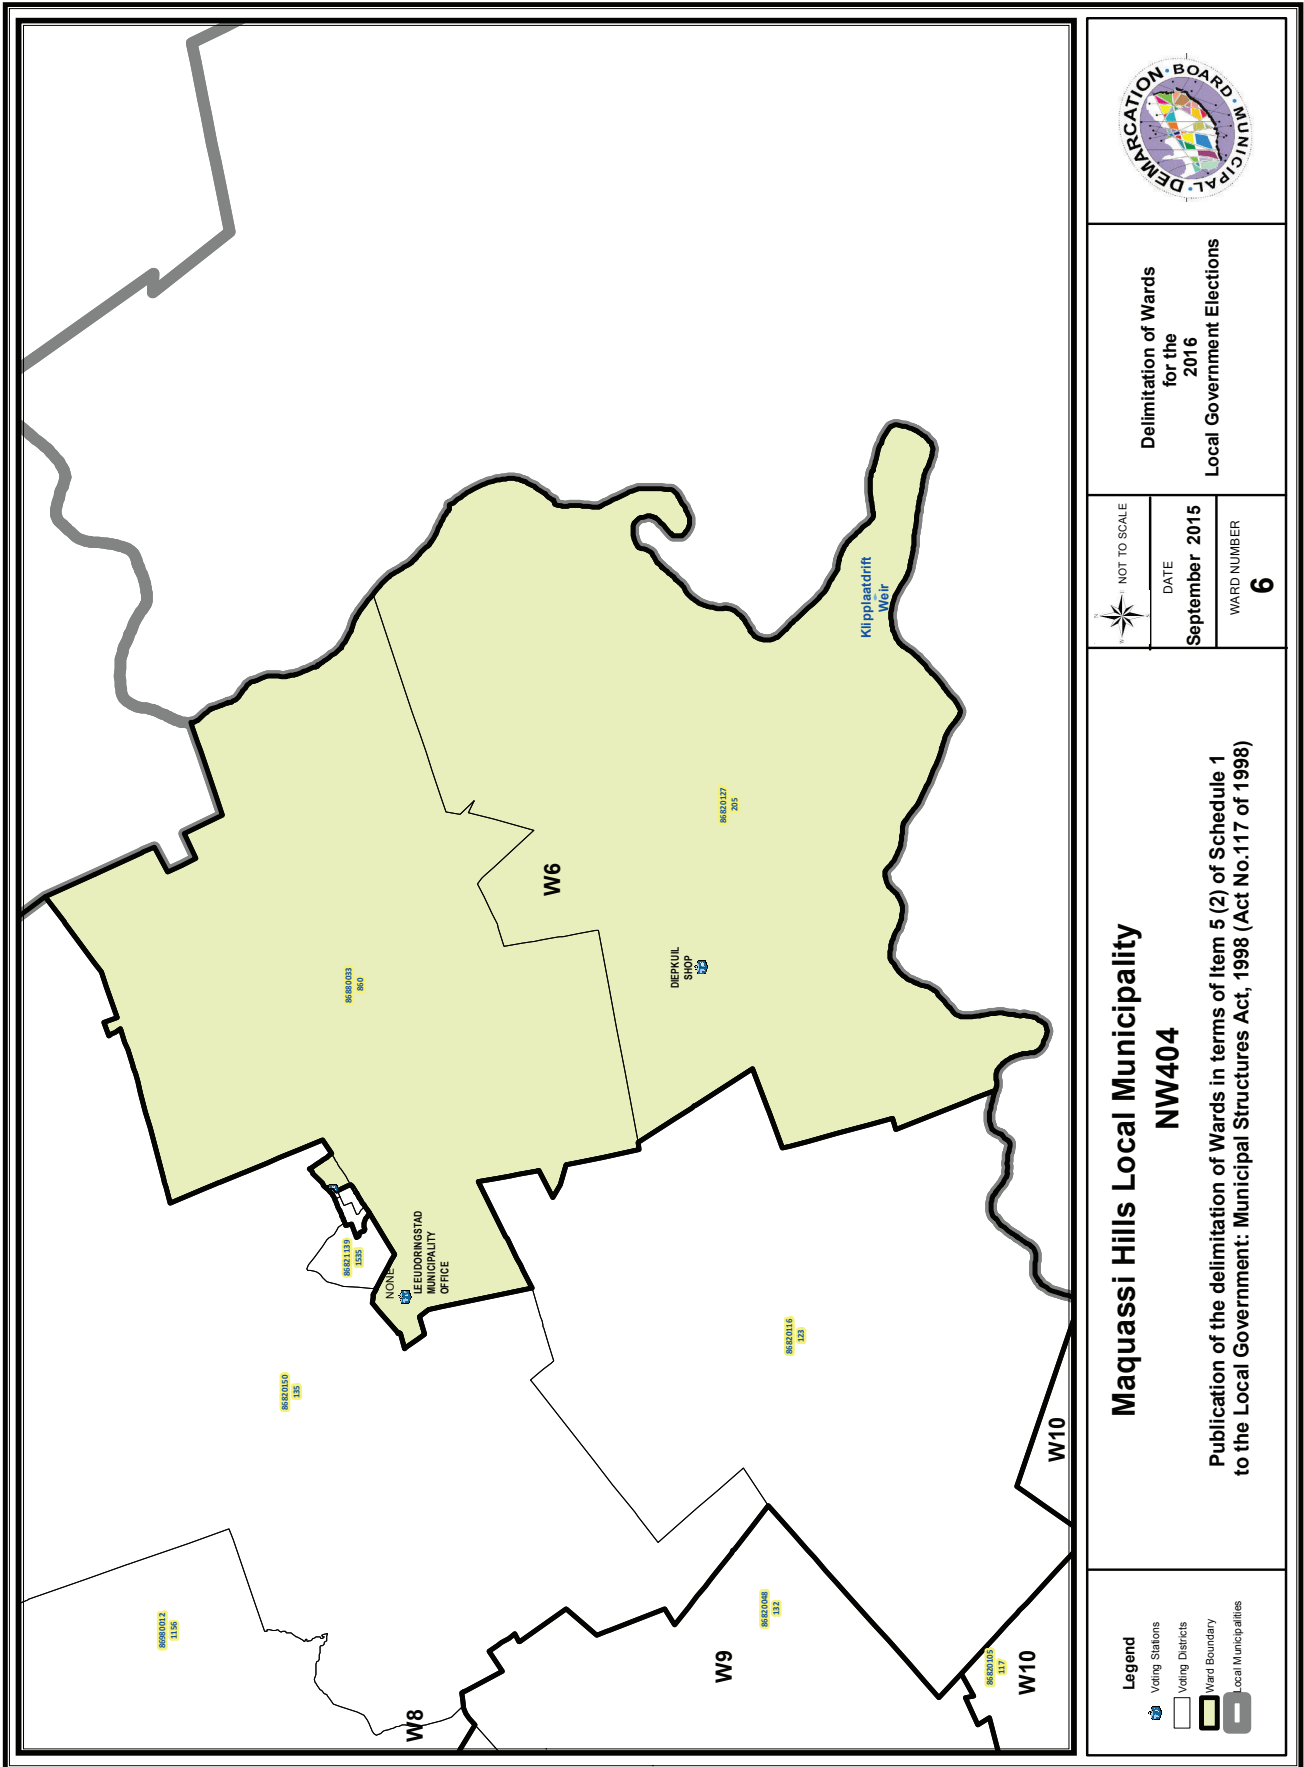 MUNICIPAL DEMARCATION BOARD
Delimitation of Wards
for the
2016
Local Government Elections
NOT TO SCALE
DATE
September 2015
WARD NUMBER
6
Maquassi Hills Local Municipality
NW404
Publication of the delimitation of Wards in terms of Item 5 (2) of Schedule 1
to the Local Government: Municipal Structures Act, 1998 (Act No.117 of 1998)
Legend
Voting Stations
Voting Districts
Ward Boundary
Local Municipalities
86980012
1156
86820150
135
86821139
1535
NONE
LEEUDORINGSTAD
MUNICIPALITY
OFFICE
86880033
860
W6
DIEPKUIL
SHOP
86820127
205
Klipplaatdrift
Weir
86820116
123
86820048
132
86820105
117
W8
W9
W10
W10